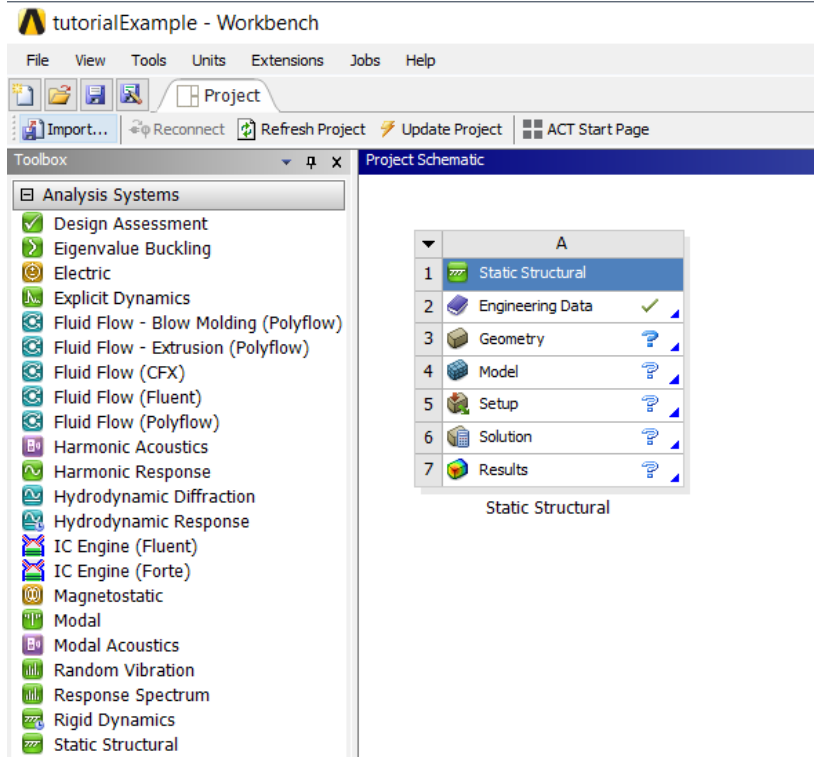 tutorialExample - Workbench
File View Tools Units Extensions Jobs Help
Project
Import... Reconnect Refresh Project Update Project ACT Start Page
Toolbox
Analysis Systems
Design Assessment
Eigenvalue Buckling
Electric
Explicit Dynamics
Fluid Flow - Blow Molding (Polyflow)
Fluid Flow - Extrusion (Polyflow)
Fluid Flow (CFX)
Fluid Flow (Fluent)
Fluid Flow (Polyflow)
Harmonic Acoustics
Harmonic Response
Hydrodynamic Diffraction
Hydrodynamic Response
IC Engine (Fluent)
IC Engine (Forte)
Magnetostatic
Modal
Modal Acoustics
Random Vibration
Response Spectrum
Rigid Dynamics
Static Structural
Project Schematic
A
1 Static Structural
2 Engineering Data
3 Geometry ?
4 Model ?
5 Setup ?
6 Solution ?
7 Results ?
Static Structural